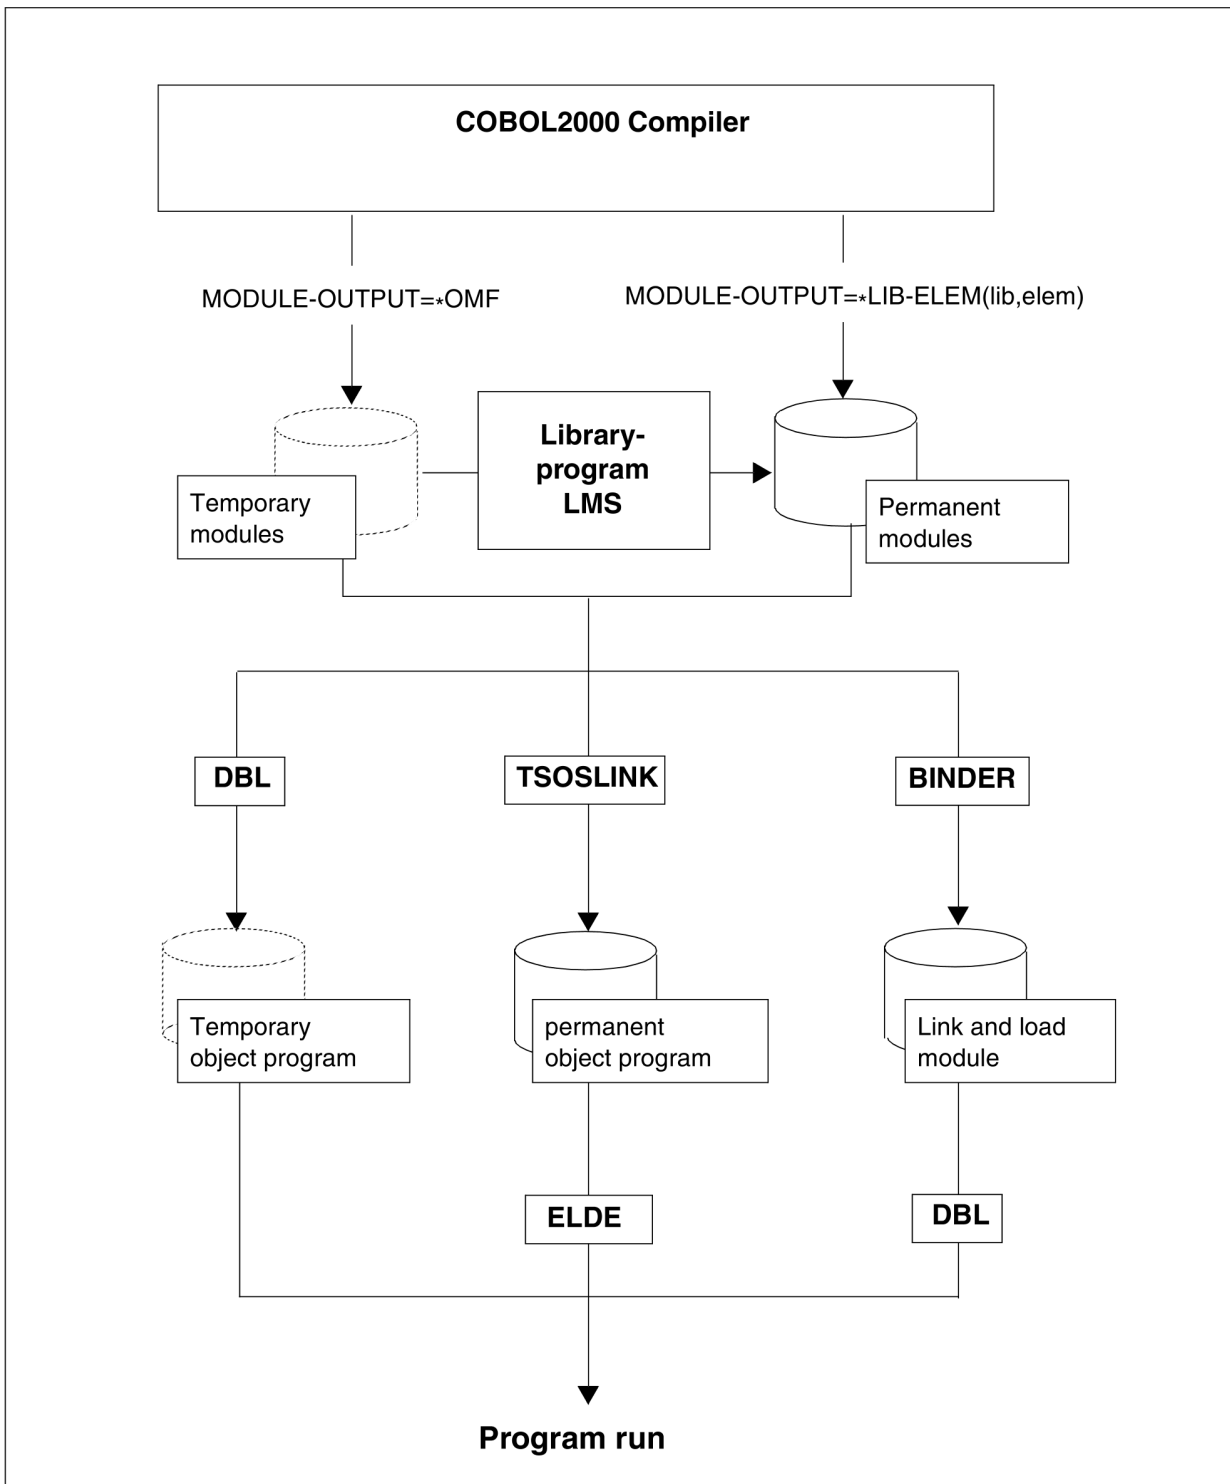 COBOL2000 Compiler
MODULE-OUTPUT=*OMF
MODULE-OUTPUT=*LIB-ELEM(lib,elem)
Library-
program
LMS
Temporary
modules
Permanent
modules
DBL
TSOSLINK
BINDER
Temporary
object program
permanent
object program
Link and load
module
ELDE
DBL
Program run